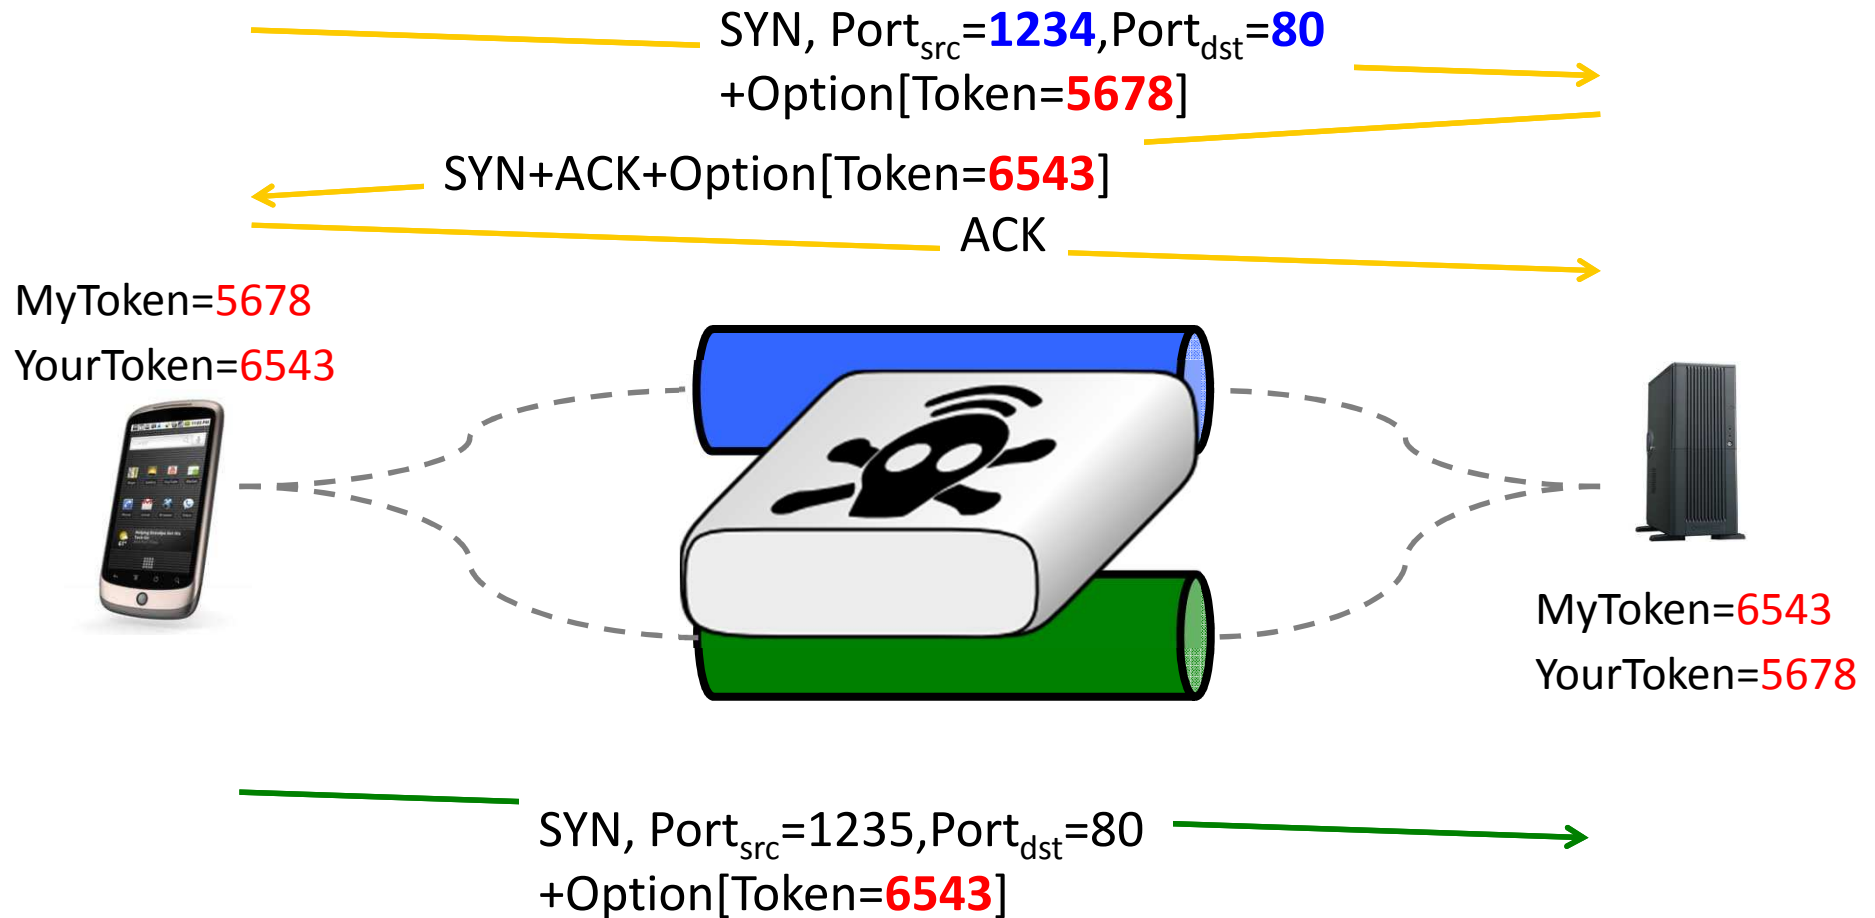 SYN, Portsrc=1234,Portdst=80
+Option[Token=5678]
SYN+ACK+Option[Token=6543]
ACK
MyToken=5678
YourToken=6543
MyToken=6543
YourToken=5678
SYN, Portsrc=1235,Portdst=80
+Option[Token=6543]